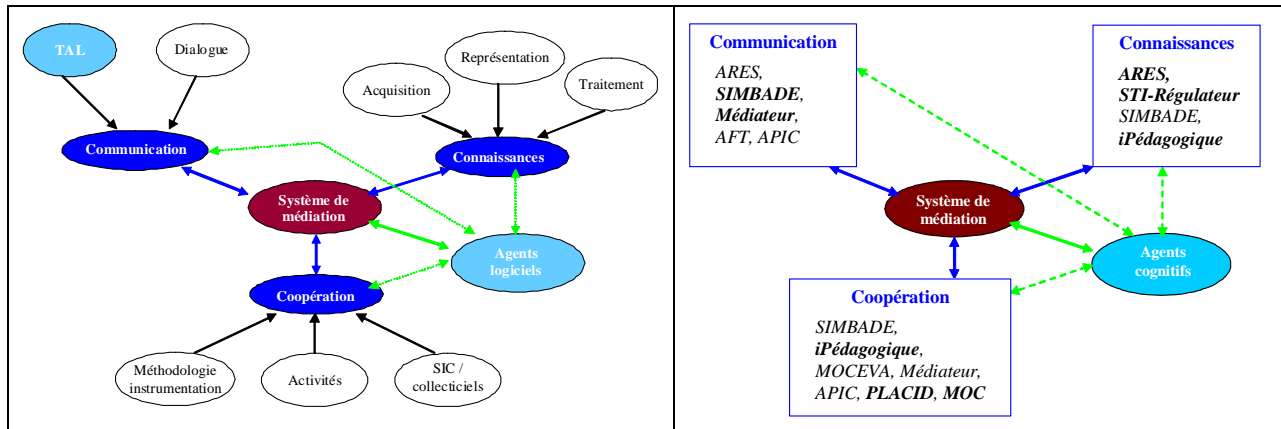 TAL
Dialogue
Représentation
Acquisition
Traitement
Communication
Connaissances
Système de
médiation
Agents
logiciels
Coopération
Méthodologie
instrumentation
Activités
SIC /
collecticiels
Communication
ARES,
SIMBADE,
Médiateur,
AFT, APIC
Connaissances
ARES,
STI-Régulateur
SIMBADE,
iPédagogique
Système de
médiation
Agents
cognitifs
Coopération
SIMBADE,
iPédagogique,
MOCEVA, Médiateur,
APIC, PLACID, MOC